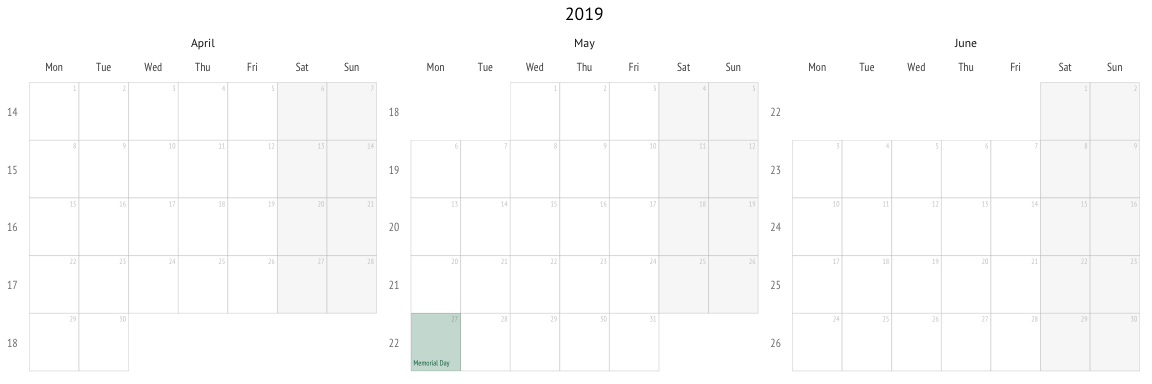 2019
April
Mon Tue Wed Thu Fri Sat Sun
14 1 2 3 4 5 6 7
15 8 9 10 11 12 13 14
16 15 16 17 18 19 20 21
17 22 23 24 25 26 27 28
18 29 30
May
Mon Tue Wed Thu Fri Sat Sun
18 1 2 3 4 5
19 6 7 8 9 10 11 12
20 13 14 15 16 17 18 19
21 20 21 22 23 24 25 26
22 27 28 29 30 31
Memorial Day
June
Mon Tue Wed Thu Fri Sat Sun
22 1 2
23 3 4 5 6 7 8 9
24 10 11 12 13 14 15 16
25 17 18 19 20 21 22 23
26 24 25 26 27 28 29 30